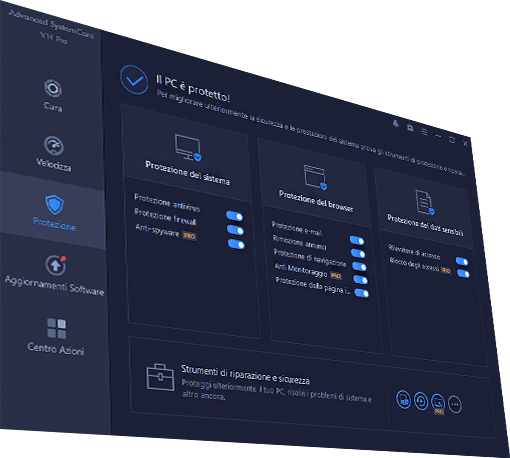 Advanced SystemCare
V14 Pro
Cura
Velocizza
Protezione
Aggiornamenti Software
Centro Azioni
Il PC è protetto!
Per migliorare ulteriormente la sicurezza e le prestazioni del sistema prova gli strumenti di protezione e ripara...
Protezione del sistema
Protezione antivirus
Protezione firewall
Anti-spyware PRO
Protezione del browser
Protezione e-mail
Rimozione annunci
Protezione di navigazione
Anti Monitoraggio PRO
Protezione della pagina i...
Protezione dei dati sensibili
Rilevatore di accesso
Blocco degli accessi PRO
Strumenti di riparazione e sicurezza
Proteggi ulteriormente il tuo PC, risolvi i problemi di sistema e
altro ancora.
PRO